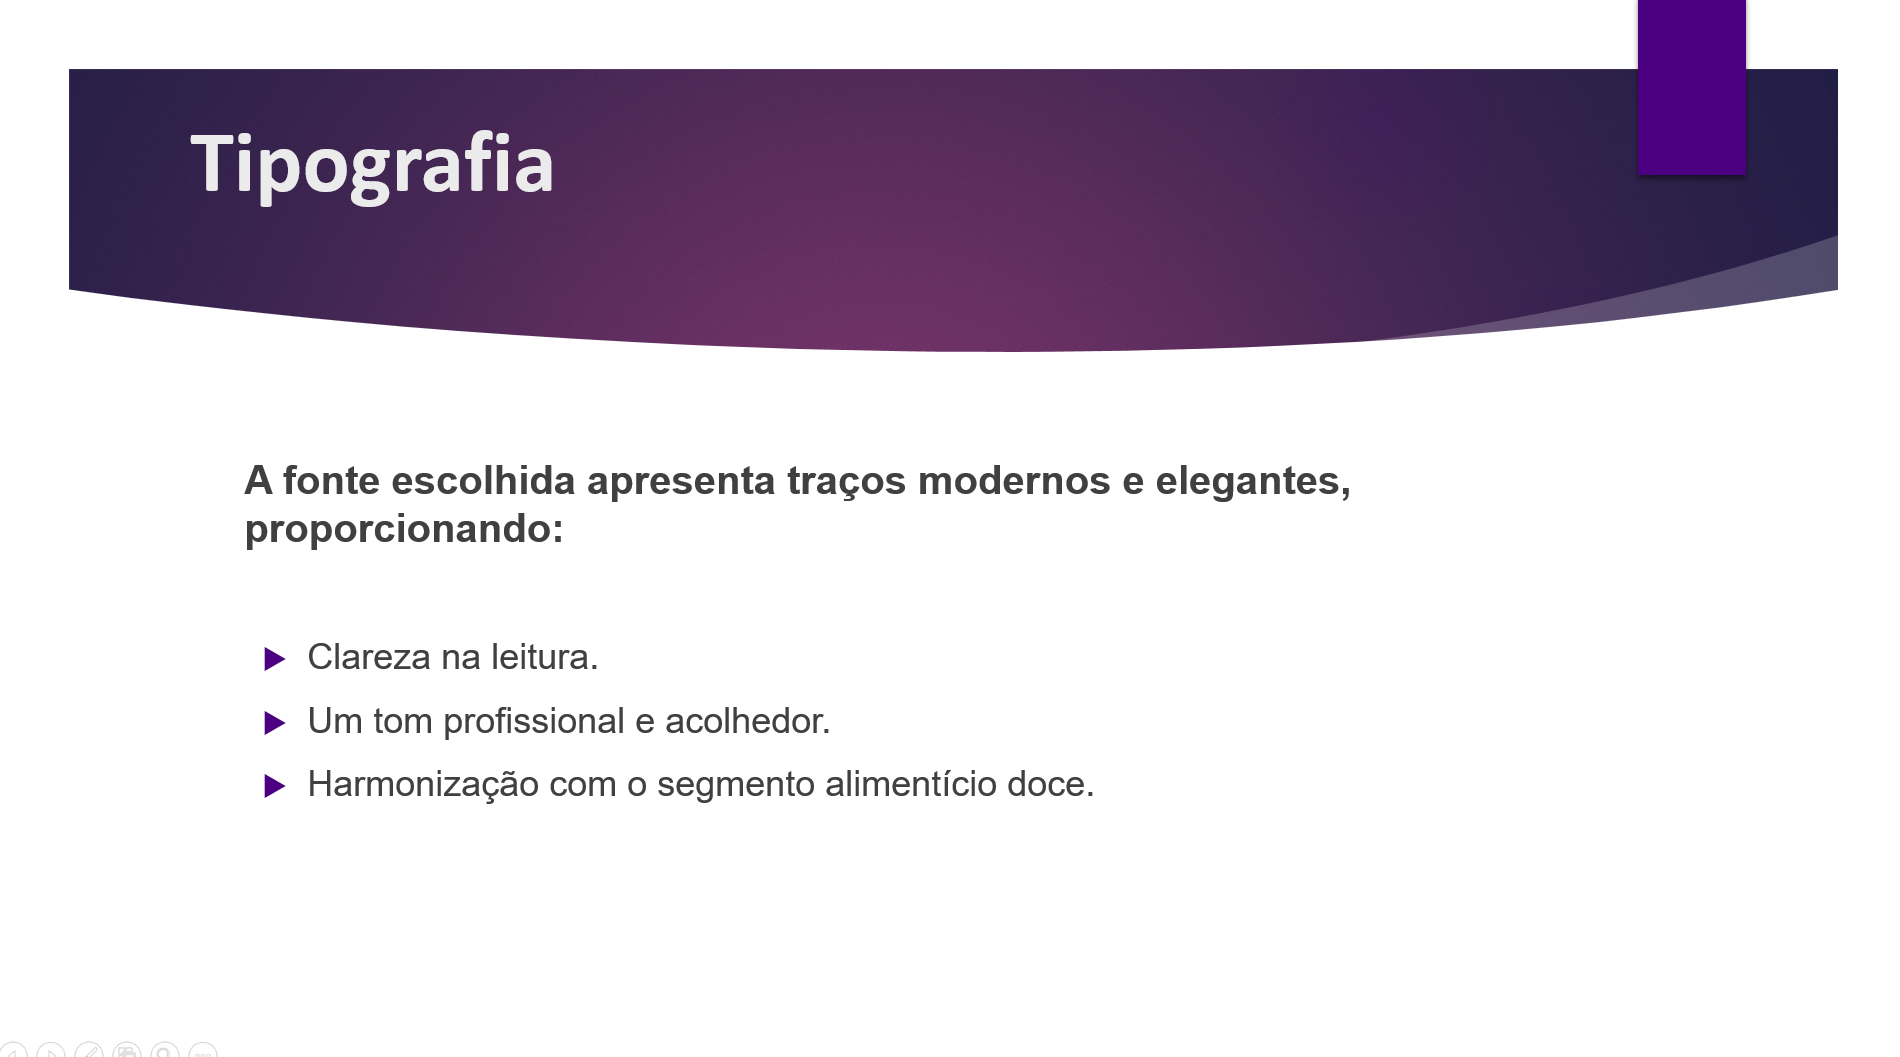 Tipografia
A fonte escolhida apresenta traços modernos e elegantes,
proporcionando:
Clareza na leitura.
Um tom profissional e acolhedor.
Harmonização com o segmento alimentício doce.